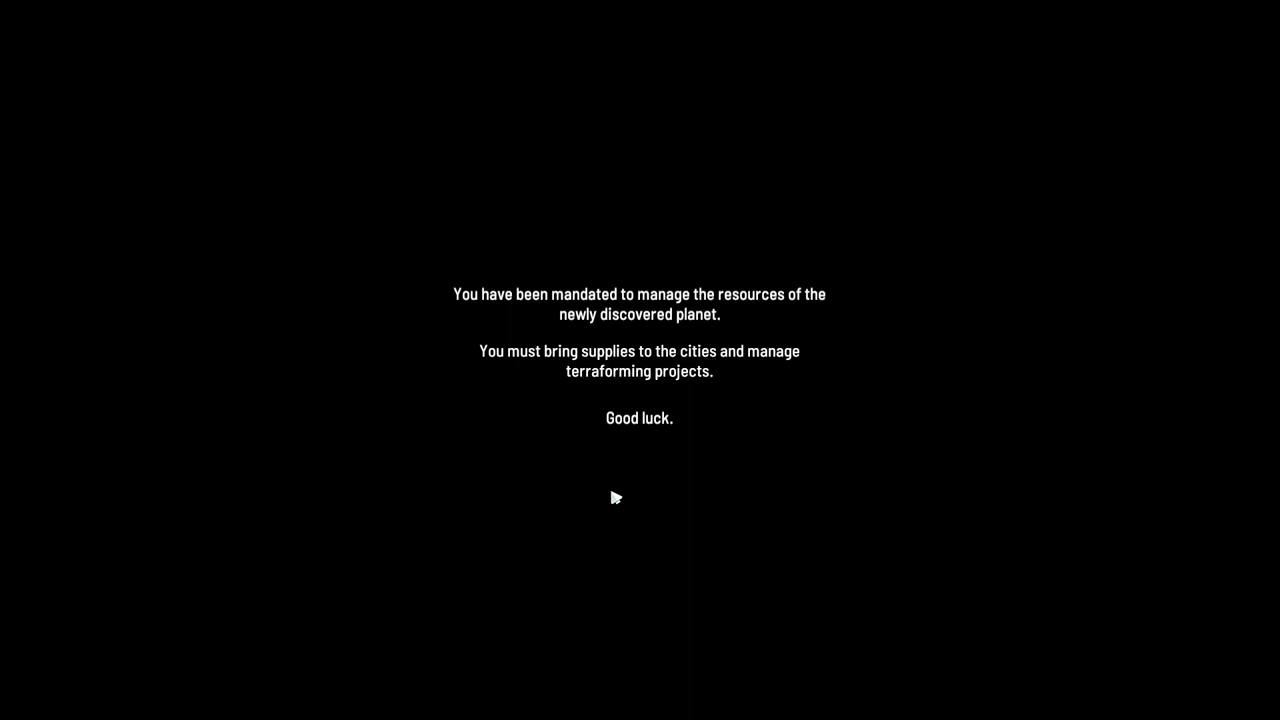 You have been mandated to manage the resources of the
newly discovered planet.
You must bring supplies to the cities and manage
terraforming projects.
Good luck.